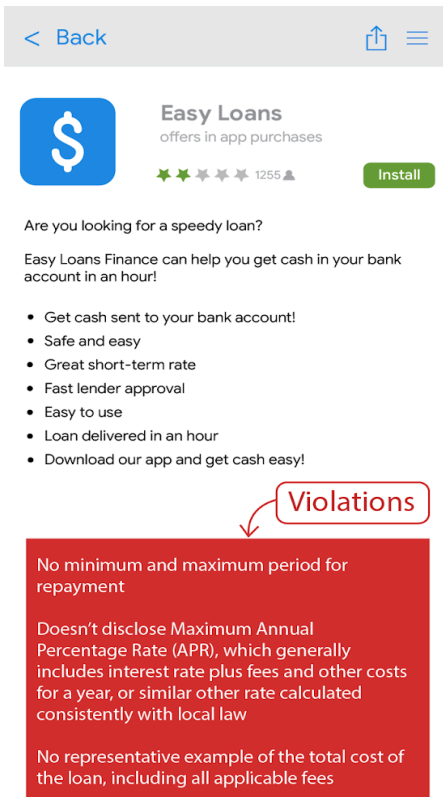 < Back
Easy Loans
offers in app purchases
1255
Install
Are you looking for a speedy loan?
Easy Loans Finance can help you get cash in your bank
account in an hour!
• Get cash sent to your bank account!
• Safe and easy
• Great short-term rate
• Fast lender approval
• Easy to use
• Loan delivered in an hour
• Download our app and get cash easy!
Violations
No minimum and maximum period for
repayment
Doesn’t disclose Maximum Annual
Percentage Rate (APR), which generally
includes interest rate plus fees and other costs
for a year, or similar other rate calculated
consistently with local law
No representative example of the total cost of
the loan, including all applicable fees